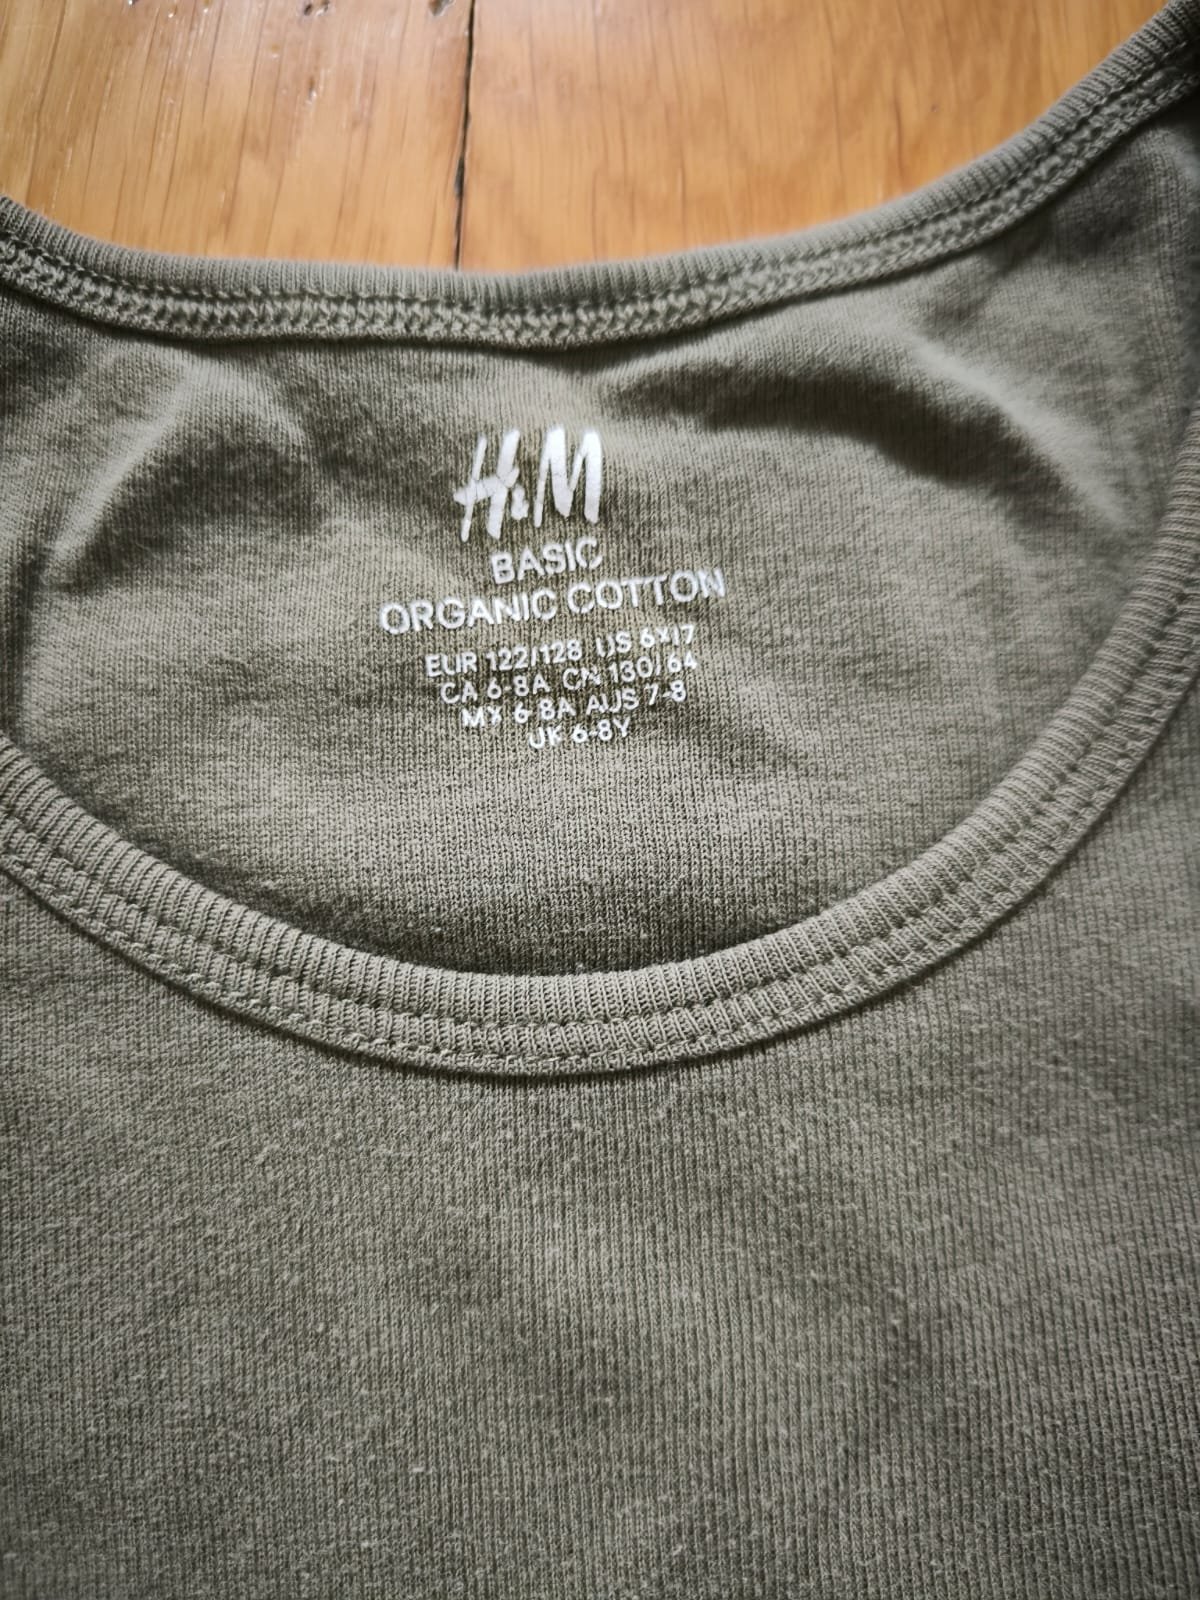 H&M
BASIC
ORGANIC COTTON
EUR 122/128 US 6X|7
CA 6-8A CN 130/64
MX 6-8A AUS 7-8
UK 6-8Y